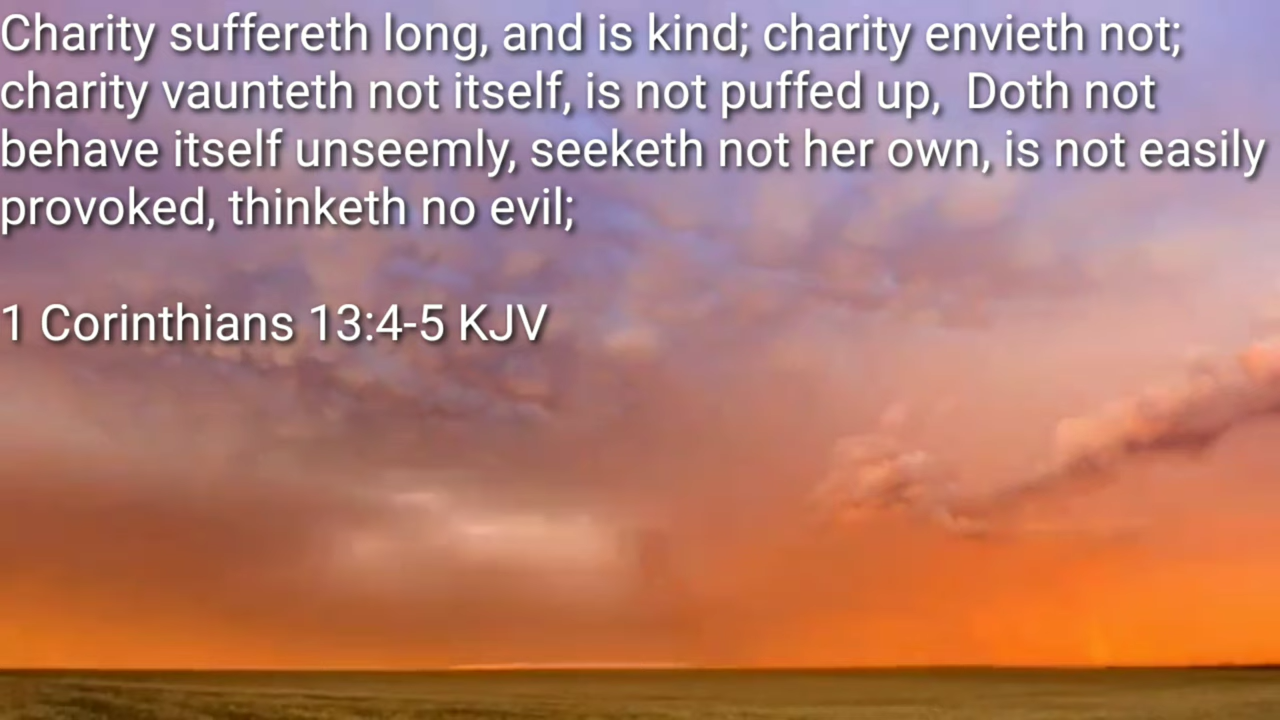 Charity suffereth long, and is kind; charity envieth not;
charity vaunteth not itself, is not puffed up,  Doth not
behave itself unseemly, seeketh not her own, is not easily
provoked, thinketh no evil;
1 Corinthians 13:4-5 KJV